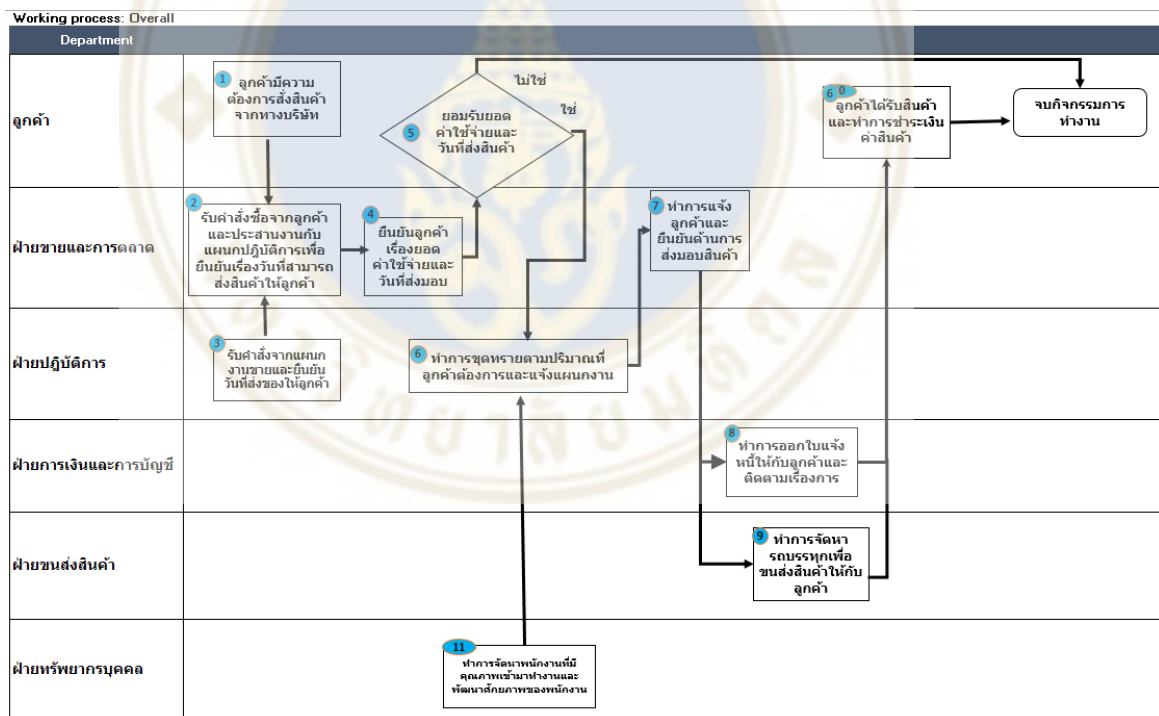 Working process: Overall
Department
ลูกค้า
1
ลูกค้ามีความ
ต้องการสั่งสินค้า
จากทางบริษัท
5
ยอมรับยอด
ค่าใช้จ่ายและ
วันที่ส่งสินค้า
ไม่ใช่
ใช่
6 0
ลูกค้าได้รับสินค้า
และทำการชำระเงิน
ค่าสินค้า
จบกิจกรรมการ
ทำงาน
ฝ่ายขายและการตลาด
2
รับคำสั่งซื้อจากลูกค้า
และประสานงานกับ
แผนกปฎิบัติการเพื่อ
ยืนยันเรื่องวันที่สามารถ
ส่งสินค้าให้ลูกค้า
4
ยืนยันลูกค้า
เรื่องยอด
ค่าใช้จ่ายและ
วันที่ส่งมอบ
7
ทำการแจ้ง
ลูกค้าและ
ยืนยันด้านการ
ส่งมอบสินค้า
ฝ่ายปฎิบัติการ
3
รับคำสั่งจากแผนก
งานขายและยืนยัน
วันที่ส่งของให้ลูกค้า
6
ทำการขุดทรายตามปริมาณที่
ลูกค้าต้องการและแจ้งแผนกงาน
วิทยาลัยมหิดล
ฝ่ายการเงินและการบัญชี
8
ทำการออกใบแจ้ง
หนี้ให้กับลูกค้าและ
ติดตามเรื่องการ
ฝ่ายขนส่งสินค้า
9
ทำการจัดหา
รถบรรทุกเพื่อ
ขนส่งสินค้าให้กับ
ลูกค้า
ฝ่ายทรัพยากรบุคคล
11
ทำการจัดหาพนักงานที่มี
คุณภาพเข้ามาทำงานและ
พัฒนาศักยภาพของพนักงาน